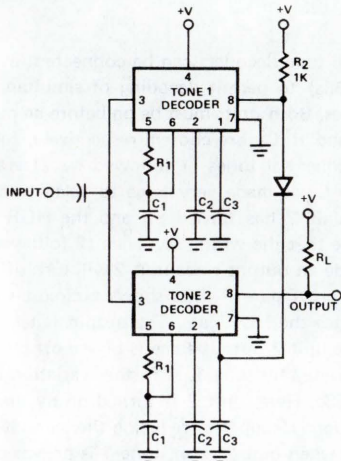 +V
+V
4
R2
1K
TONE 1
DECODER
3
8
5 6 2 1 7
R1
C1
C2
C3
INPUT
+V
+V
RL
4
TONE 2
DECODER
3
8
OUTPUT
7
5 6 2 1
R1
C1
C2
C3